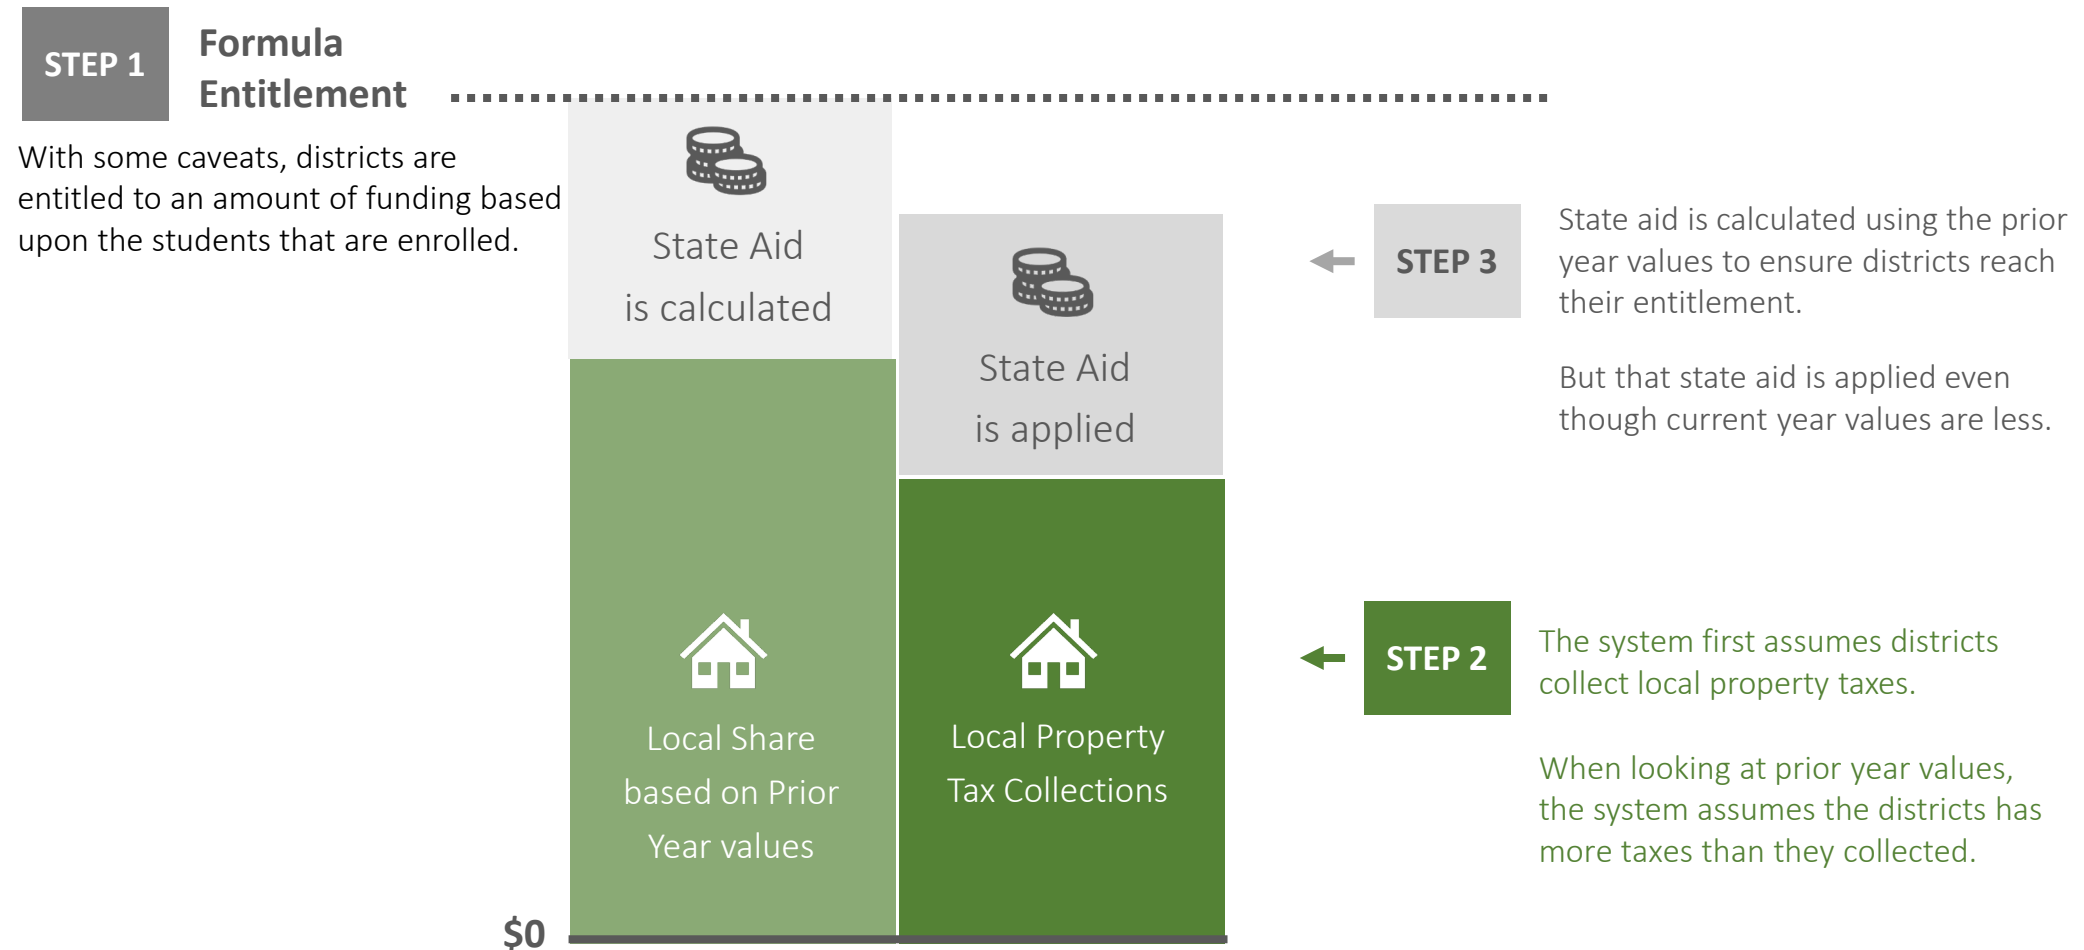 STEP 1
Formula
Entitlement
With some caveats, districts are
entitled to an amount of funding based
upon the students that are enrolled.
State Aid
is calculated
State Aid
is applied
STEP 3
State aid is calculated using the prior
year values to ensure districts reach
their entitlement.
But that state aid is applied even
though current year values are less.
Local Share
based on Prior
Year values
Local Property
Tax Collections
STEP 2
The system first assumes districts
collect local property taxes.
When looking at prior year values,
the system assumes the districts has
more taxes than they collected.
$0